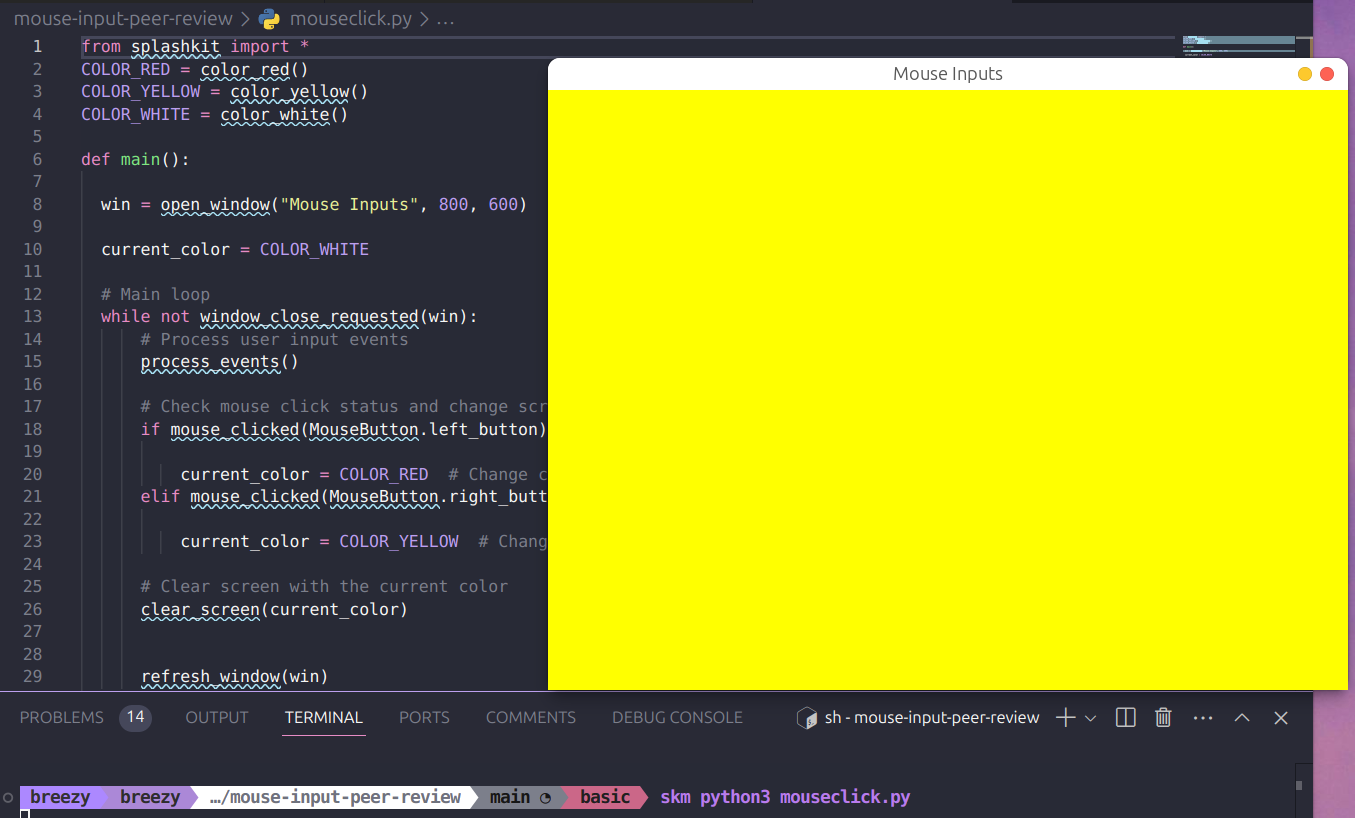 mouse-input-peer-review > mouseclick.py > ...
1 from splashkit import *
2 COLOR_RED = color_red()
3 COLOR_YELLOW = color_yellow()
4 COLOR_WHITE = color_white()
5
6 def main():
7
8 win = open_window("Mouse Inputs", 800, 600)
9
10 current_color = COLOR_WHITE
11
12 # Main loop
13 while not window_close_requested(win):
14 # Process user input events
15 process_events()
16
17 # Check mouse click status and change scr
18 if mouse_clicked(MouseButton.left_button)
19
20 current_color = COLOR_RED # Change c
21 elif mouse_clicked(MouseButton.right_butt
22
23 current_color = COLOR_YELLOW # Chang
24
25 # Clear screen with the current color
26 clear_screen(current_color)
27
28
29 refresh_window(win)
Mouse Inputs
PROBLEMS 14 OUTPUT TERMINAL PORTS COMMENTS DEBUG CONSOLE sh - mouse-input-peer-review
breezy breezy …/mouse-input-peer-review main basic skm python3 mouseclick.py